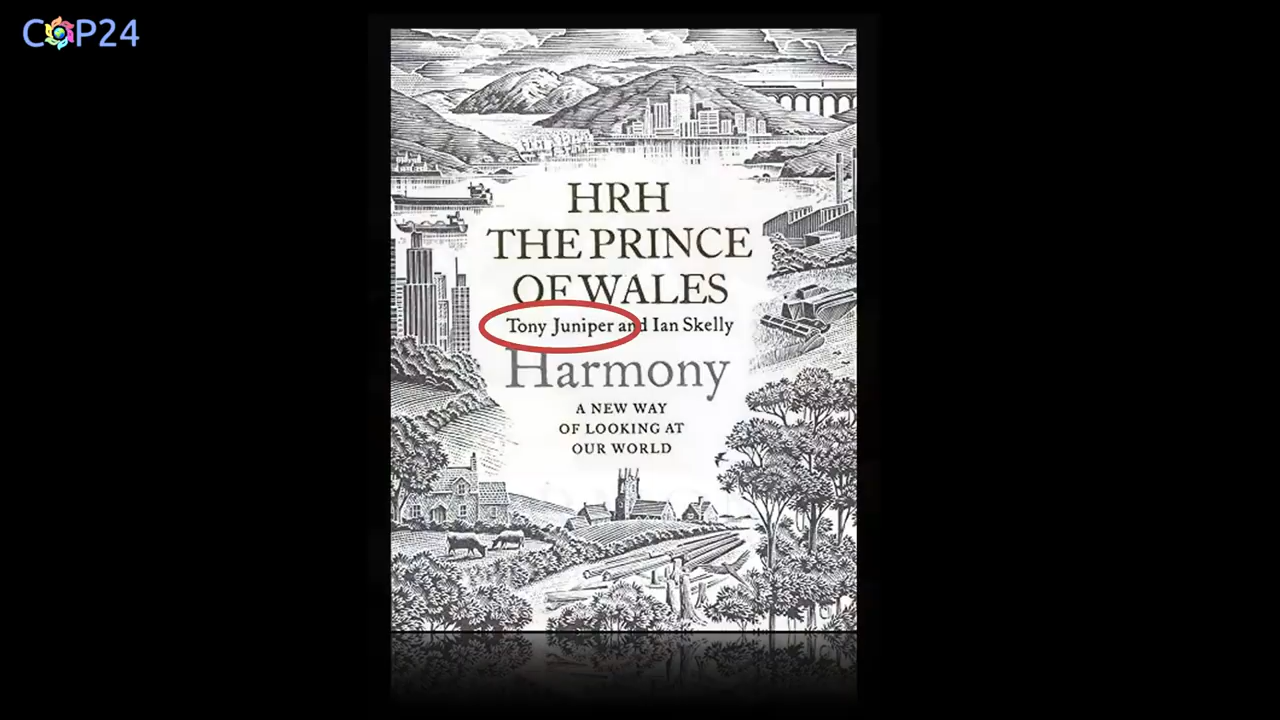 COP24
HRH
THE PRINCE
OF WALES
Tony Juniper and Ian Skelly
Harmony
A NEW WAY
OF LOOKING AT
OUR WORLD